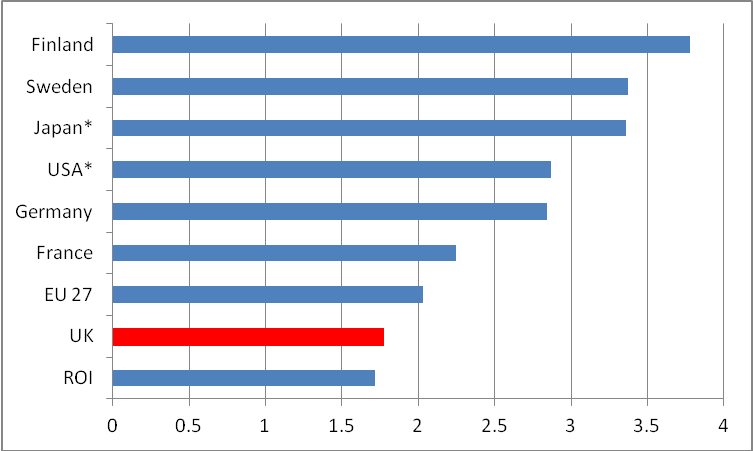 Finland
Sweden
Japan*
USA*
Germany
France
EU 27
UK
ROI
0 0.5 1 1.5 2 2.5 3 3.5 4